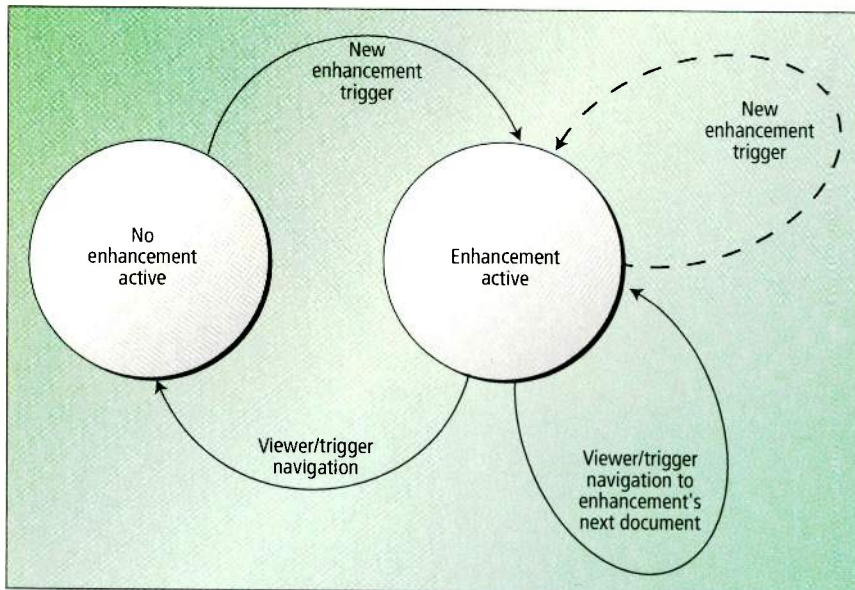 New
enhancement
trigger
New
enhancement
trigger
No
enhancement
active
Enhancement
active
Viewer/trigger
navigation
Viewer/trigger
navigation to
enhancement's
next document